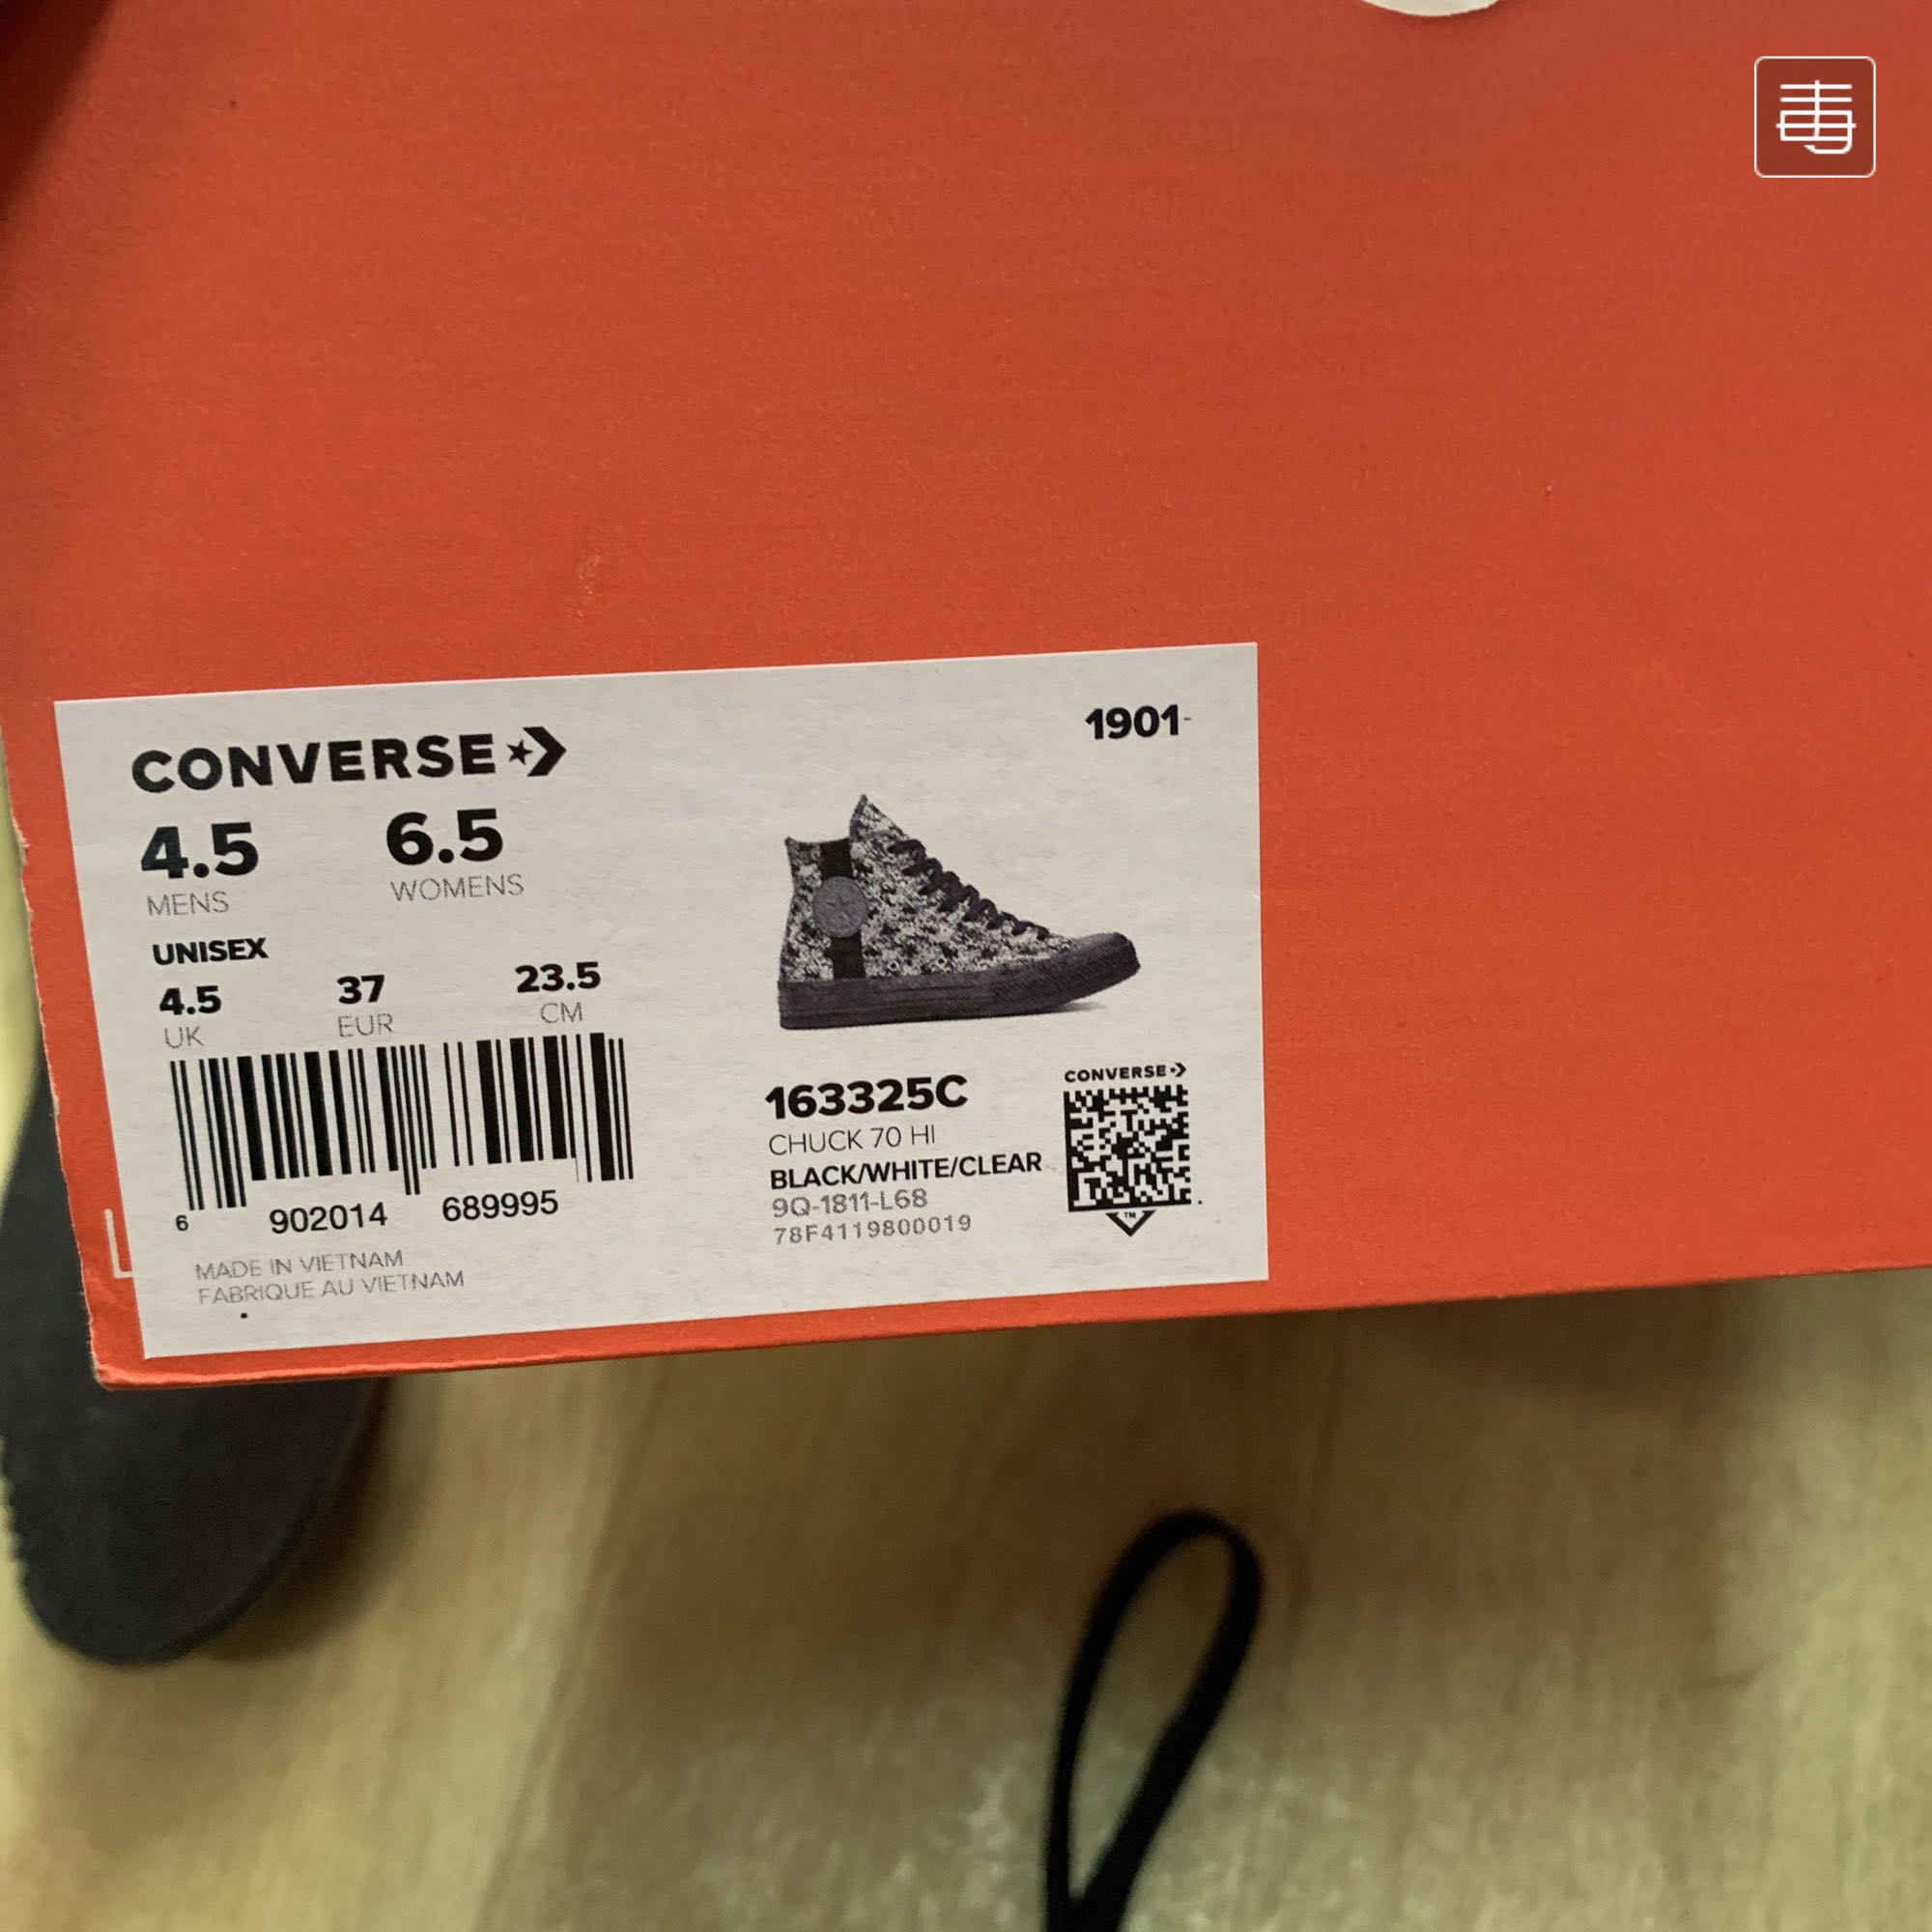 毒
1901-
CONVERSE
4.5 6.5
MENS WOMENS
UNISEX
4.5 37 23.5
UK EUR CM
6 902014 689995
MADE IN VIETNAM
FABRIQUE AU VIETNAM
163325C
CHUCK 70 HI
BLACK/WHITE/CLEAR
9Q-1811-L68
78F4119800019
CONVERSE
TM